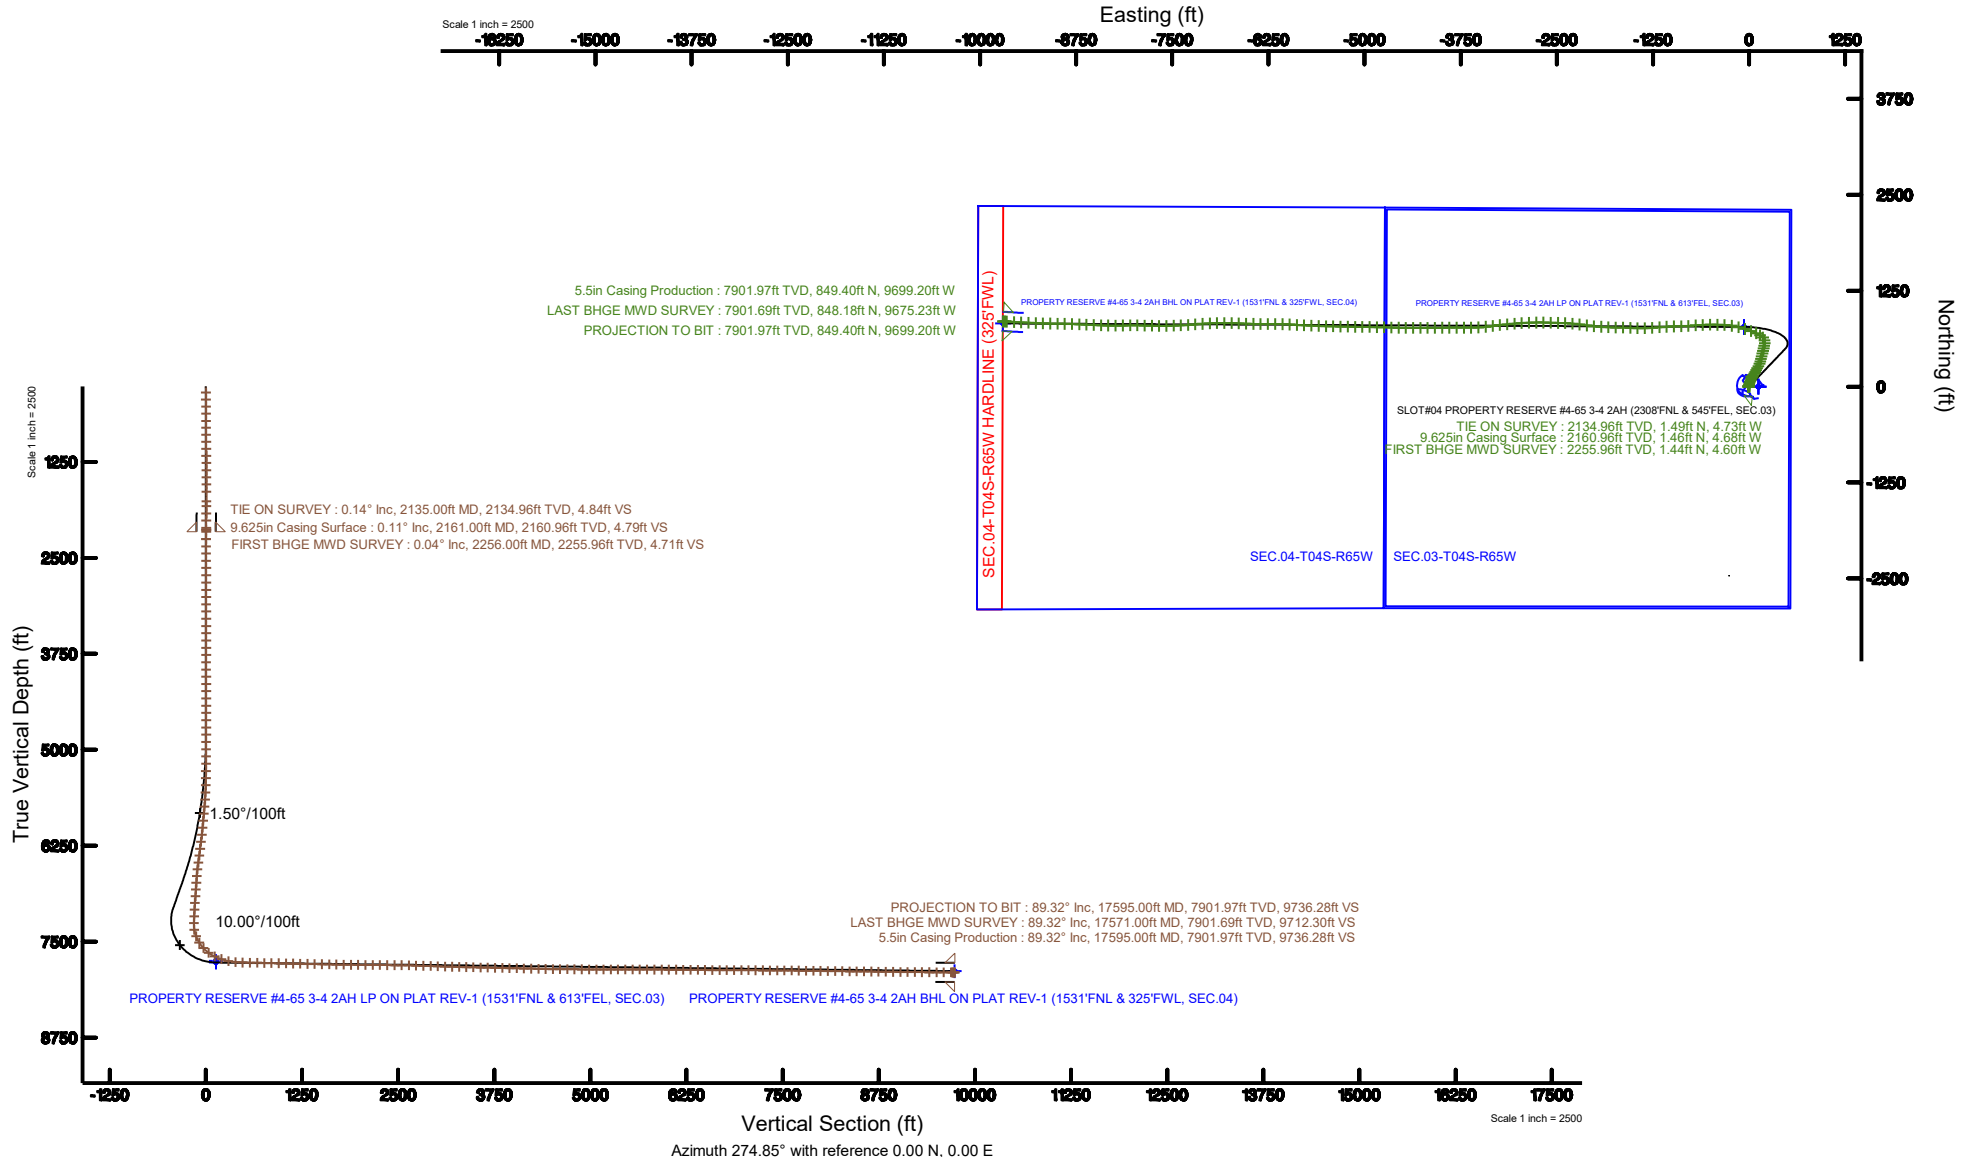 Scale 1 inch = 2500
Easting (ft)
-16250 -15000 -13750 -12500 -11250 -10000 -8750 -7500 -6250 -5000 -3750 -2500 -1250 0 1250
3750
2500
1250
0
-1250
-2500
Northing (ft)
5.5in Casing Production : 7901.97ft TVD, 849.40ft N, 9699.20ft W
LAST BHGE MWD SURVEY : 7901.69ft TVD, 848.18ft N, 9675.23ft W
PROJECTION TO BIT : 7901.97ft TVD, 849.40ft N, 9699.20ft W
SEC.04-T04S-R65W HARDLINE (325'FWL)
PROPERTY RESERVE #4-65 3-4 2AH BHL ON PLAT REV-1 (1531'FNL & 325'FWL, SEC.04)
PROPERTY RESERVE #4-65 3-4 2AH LP ON PLAT REV-1 (1531'FNL & 613'FEL, SEC.03)
SLOT#04 PROPERTY RESERVE #4-65 3-4 2AH (2308'FNL & 545'FEL, SEC.03)
TIE ON SURVEY : 2134.96ft TVD, 1.49ft N, 4.73ft W
9.625in Casing Surface : 2160.96ft TVD, 1.46ft N, 4.68ft W
FIRST BHGE MWD SURVEY : 2255.96ft TVD, 1.44ft N, 4.60ft W
SEC.04-T04S-R65W
SEC.03-T04S-R65W
Scale 1 inch = 2500
True Vertical Depth (ft)
1250
2500
3750
5000
6250
7500
8750
TIE ON SURVEY : 0.14° Inc, 2135.00ft MD, 2134.96ft TVD, 4.84ft VS
9.625in Casing Surface : 0.11° Inc, 2161.00ft MD, 2160.96ft TVD, 4.79ft VS
FIRST BHGE MWD SURVEY : 0.04° Inc, 2256.00ft MD, 2255.96ft TVD, 4.71ft VS
1.50°/100ft
10.00°/100ft
PROJECTION TO BIT : 89.32° Inc, 17595.00ft MD, 7901.97ft TVD, 9736.28ft VS
LAST BHGE MWD SURVEY : 89.32° Inc, 17571.00ft MD, 7901.69ft TVD, 9712.30ft VS
5.5in Casing Production : 89.32° Inc, 17595.00ft MD, 7901.97ft TVD, 9736.28ft VS
PROPERTY RESERVE #4-65 3-4 2AH LP ON PLAT REV-1 (1531'FNL & 613'FEL, SEC.03)
PROPERTY RESERVE #4-65 3-4 2AH BHL ON PLAT REV-1 (1531'FNL & 325'FWL, SEC.04)
-1250 0 1250 2500 3750 5000 6250 7500 8750 10000 11250 12500 13750 15000 16250 17500
Vertical Section (ft)
Scale 1 inch = 2500
Azimuth 274.85° with reference 0.00 N, 0.00 E